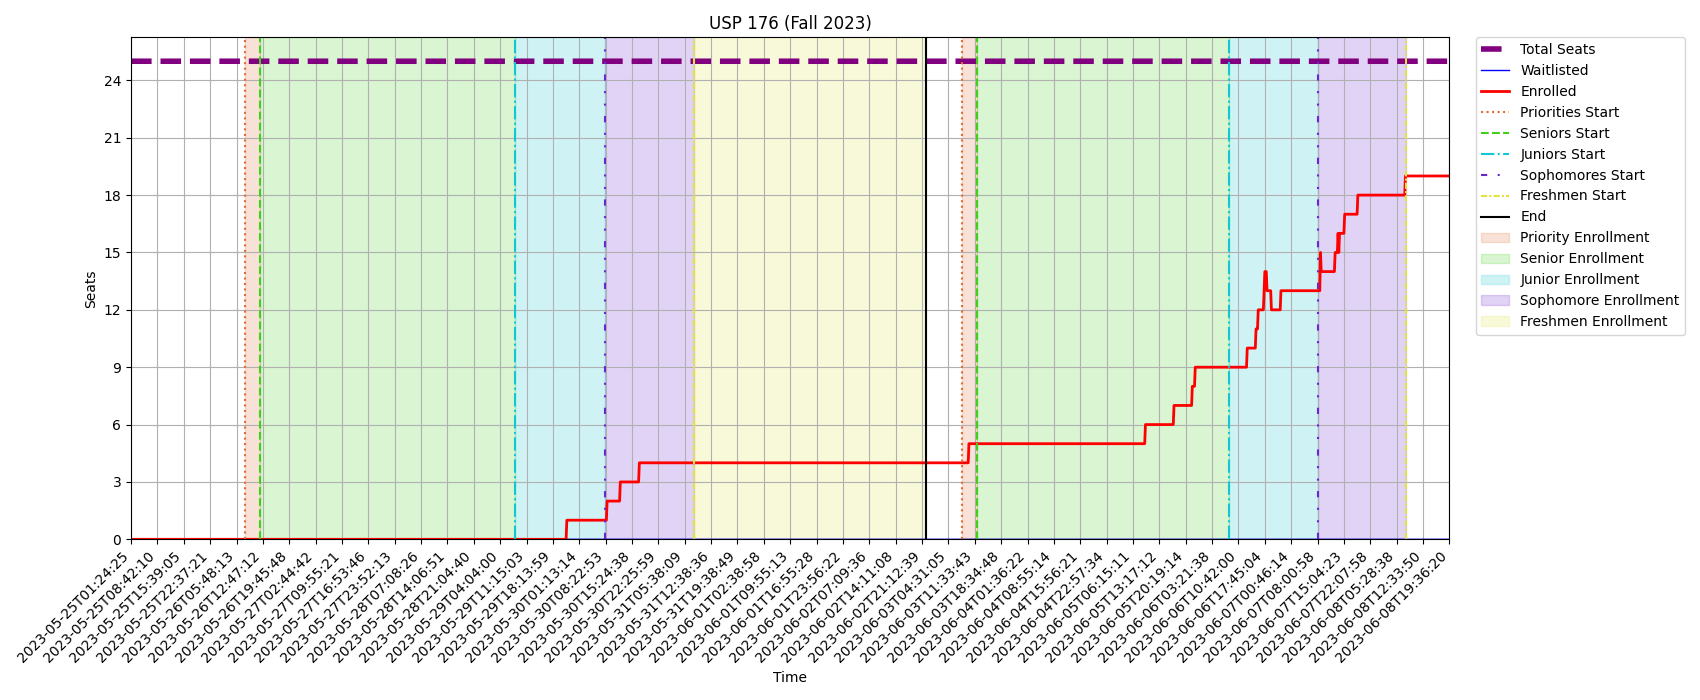 USP 176 (Fall 2023)
Seats
24
21
18
15
12
9
6
3
0
2023-05-25T01:24:25
2023-05-25T08:42:10
2023-05-25T15:39:05
2023-05-25T22:37:21
2023-05-26T05:48:13
2023-05-26T12:47:12
2023-05-26T19:45:48
2023-05-27T02:44:42
2023-05-27T09:55:21
2023-05-27T16:53:46
2023-05-27T23:52:13
2023-05-28T07:08:26
2023-05-28T14:06:51
2023-05-28T21:04:40
2023-05-29T04:04:00
2023-05-29T11:15:03
2023-05-29T18:13:59
2023-05-30T01:13:14
2023-05-30T08:22:53
2023-05-30T15:24:38
2023-05-30T22:25:59
2023-05-31T05:38:09
2023-05-31T12:38:36
2023-05-31T19:38:49
2023-06-01T02:38:58
2023-06-01T09:55:13
2023-06-01T16:55:28
2023-06-01T23:56:22
2023-06-02T07:09:36
2023-06-02T14:11:08
2023-06-02T21:12:39
2023-06-03T04:31:05
2023-06-03T11:33:43
2023-06-03T18:34:48
2023-06-04T01:36:22
2023-06-04T08:55:14
2023-06-04T15:56:21
2023-06-04T22:57:34
2023-06-05T06:15:11
2023-06-05T13:17:12
2023-06-05T20:19:14
2023-06-06T03:21:38
2023-06-06T10:42:00
2023-06-06T17:45:04
2023-06-07T00:46:14
2023-06-07T08:00:58
2023-06-07T15:04:23
2023-06-07T22:07:58
2023-06-08T05:28:38
2023-06-08T12:33:50
2023-06-08T19:36:20
Time
Total Seats
Waitlisted
Enrolled
Priorities Start
Seniors Start
Juniors Start
Sophomores Start
Freshmen Start
End
Priority Enrollment
Senior Enrollment
Junior Enrollment
Sophomore Enrollment
Freshmen Enrollment